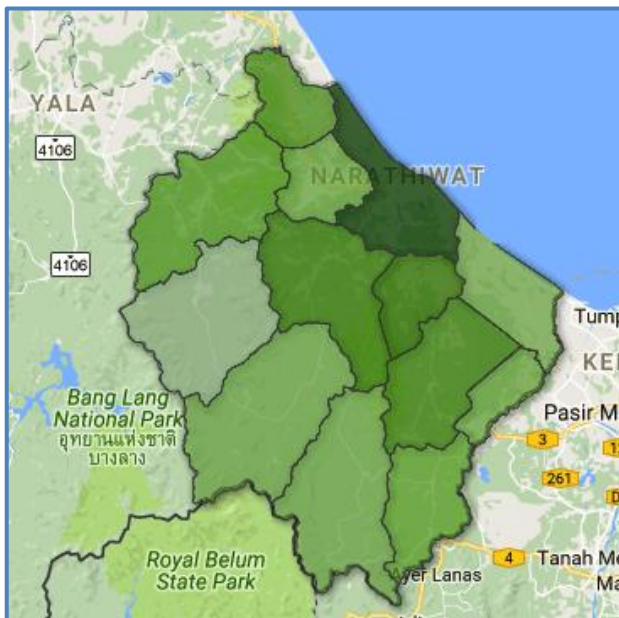 YALA
4106
NARATHIWAT
4106
Tump
KEI
Bang Lang
National Park
อุทยานแห่งชาติ
บางลาง
Pasir M
3
261
D
Royal Belum
State Park
4
Tanah Me
Ma
Ayer Lanas